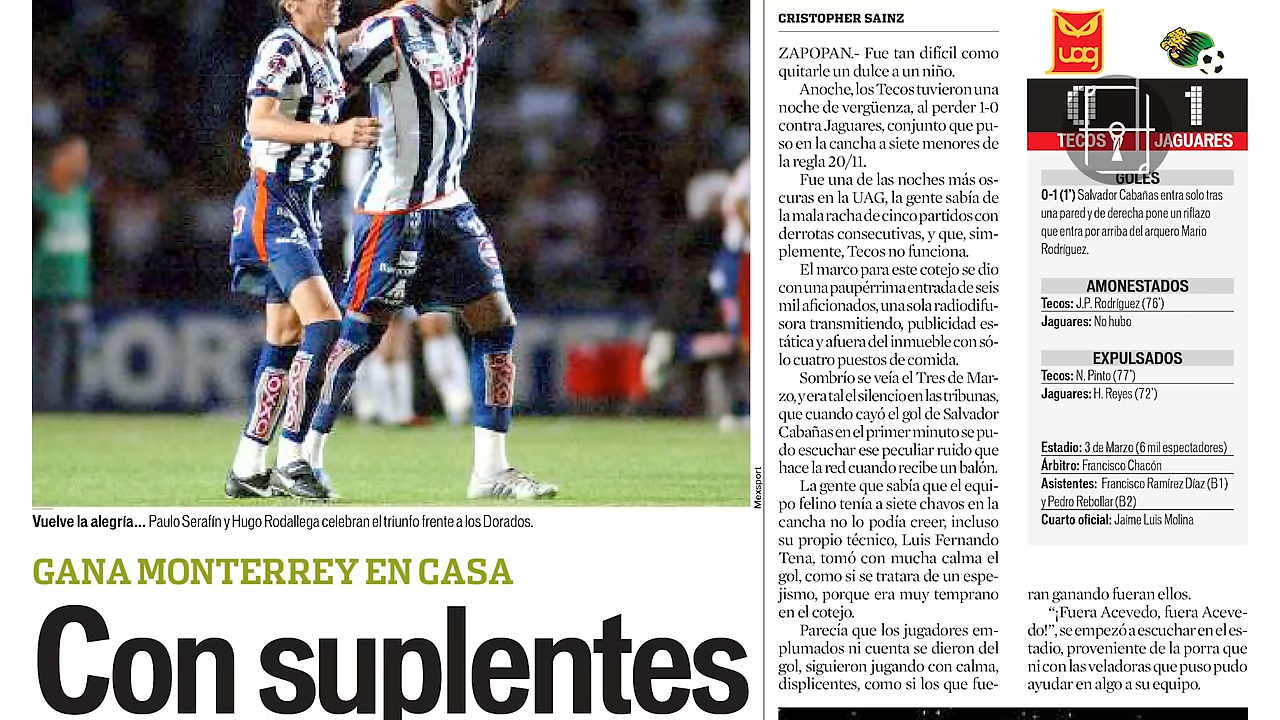 Vuelve la alegría... Paulo Serafín y Hugo Rodallega celebran el triunfo frente a los Dorados.
Mexsport
GANA MONTERREY EN CASA
Con suplentes
CRISTOPHER SAINZ
ZAPOPAN.- Fue tan difícil como
quitarle un dulce a un niño.
Anoche, los Tecos tuvieron una
noche de vergüenza, al perder 1-0
contra Jaguares, conjunto que pu-
so en la cancha a siete menores de
la regla 20/11.
Fue una de las noches más os-
curas en la UAG, la gente sabía de
la mala racha de cinco partidos con
derrotas consecutivas, y que, sim-
plemente, Tecos no funciona.
El marco para este cotejo se dio
con una paupérrima entrada de seis
mil aficionados, una sola radiodifu-
sora transmitiendo, publicidad es-
tática y afuera del inmueble con só-
lo cuatro puestos de comida.
Sombrío se veía el Tres de Mar-
zo, y era tal el silencio en las tribunas,
que cuando cayó el gol de Salvador
Cabañas en el primer minuto se pu-
do escuchar ese peculiar ruido que
hace la red cuando recibe un balón.
La gente que sabía que el equi-
po felino tenía a siete chavos en la
cancha no lo podía creer, incluso
su propio técnico, Luis Fernando
Tena, tomó con mucha calma el
gol, como si se tratara de un espe-
jismo, porque era muy temprano
en el cotejo.
Parecía que los jugadores em-
plumados ni cuenta se dieron del
gol, siguieron jugando con calma,
displicentes, como si los que fue-
uag
0 1
TECOS JAGUARES
GOLES
0-1 (1') Salvador Cabañas entra solo tras
una pared y de derecha pone un riflazo
que entra por arriba del arquero Mario
Rodríguez.
AMONESTADOS
Tecos: J.P. Rodríguez (76')
Jaguares: No hubo
EXPULSADOS
Tecos: N. Pinto (77')
Jaguares: H. Reyes (72')
Estadio: 3 de Marzo (6 mil espectadores)
Árbitro: Francisco Chacón
Asistentes: Francisco Ramírez Díaz (B1)
y Pedro Rebollar (B2)
Cuarto oficial: Jaime Luis Molina
ran ganando fueran ellos.
"¡Fuera Acevedo, fuera Aceve-
do!", se empezó a escuchar en el es-
tadio, proveniente de la porra que
ni con las veladoras que puso pudo
ayudar en algo a su equipo.